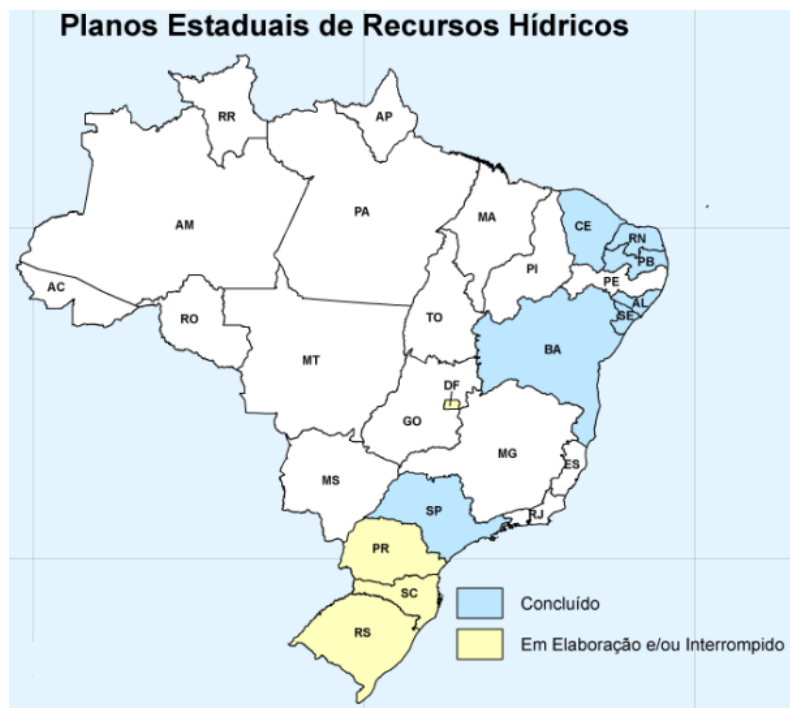 Planos Estaduais de Recursos Hídricos
RR
AP
AM
PA
MA
CE
RN
PB
PI
PE
AC
AL
SE
RO
TO
BA
MT
DF
GO
MG
ES
MS
SP
RJ
PR
SC
RS
Concluído
Em Elaboração e/ou Interrompido